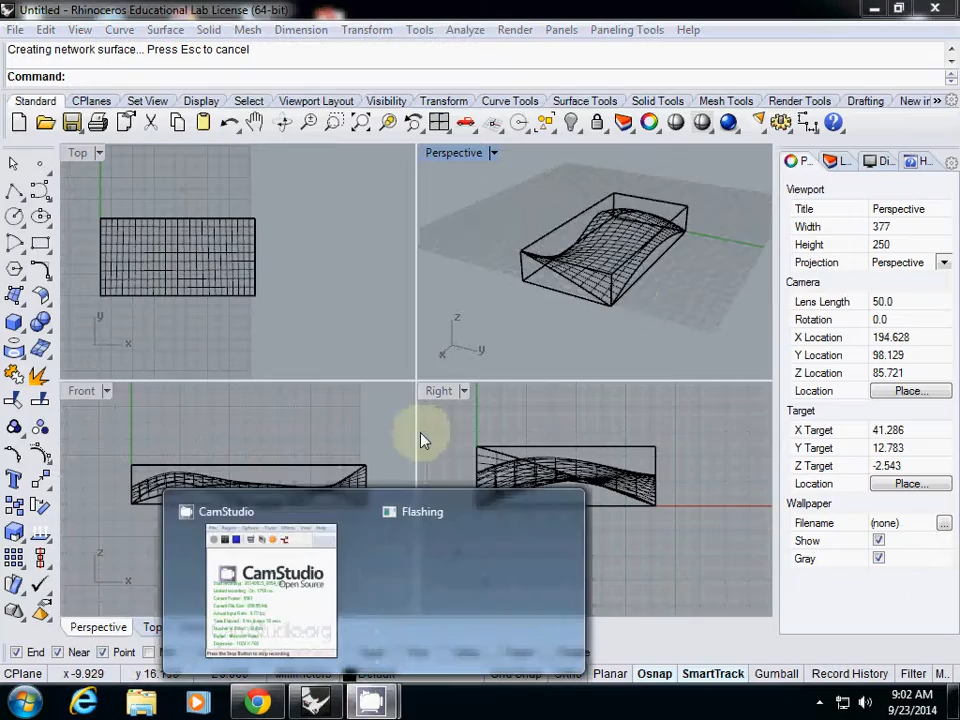 Untitled - Rhinoceros Educational Lab License (64-bit)
File Edit View Curve Surface Solid Mesh Dimension Transform Tools Analyze Render Panels Paneling Tools Help
Creating network surface... Press Esc to cancel
Command:
Standard CPlanes Set View Display Select Viewport Layout Visibility Transform Curve Tools Surface Tools Solid Tools Mesh Tools Render Tools Drafting New in »
Top
Perspective
P... L... Di... H...
Viewport
Title Perspective
Width 377
Height 250
Projection Perspective
Camera
Lens Length 50.0
Rotation 0.0
X Location 194.628
Y Location 98.129
Z Location 85.721
Location Place...
Target
X Target 41.286
Y Target 12.783
Z Target -2.543
Location Place...
Wallpaper
Filename (none) ...
Show
Gray
y
x
z
x y
Front
Right
z
x
CamStudio
Flashing
CamStudio
Open Source
Perspective Top
End Near Point
CPlane x -9.929 y 16.1
Planar Osnap SmartTrack Gumball Record History Filter M...
9:02 AM
9/23/2014